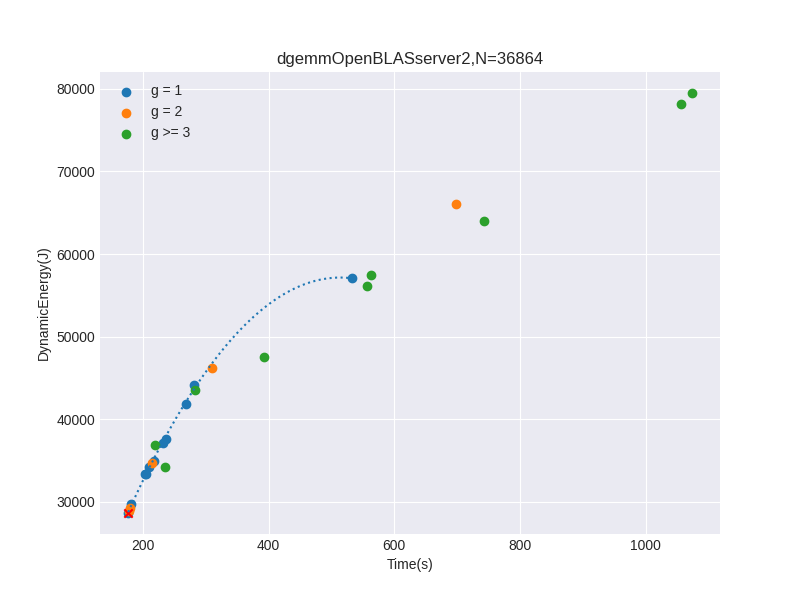 dgemmOpenBLASserver2,N=36864
g = 1
g = 2
g >= 3
80000
70000
60000
50000
40000
30000
DynamicEnergy(J)
200 400 600 800 1000
Time(s)